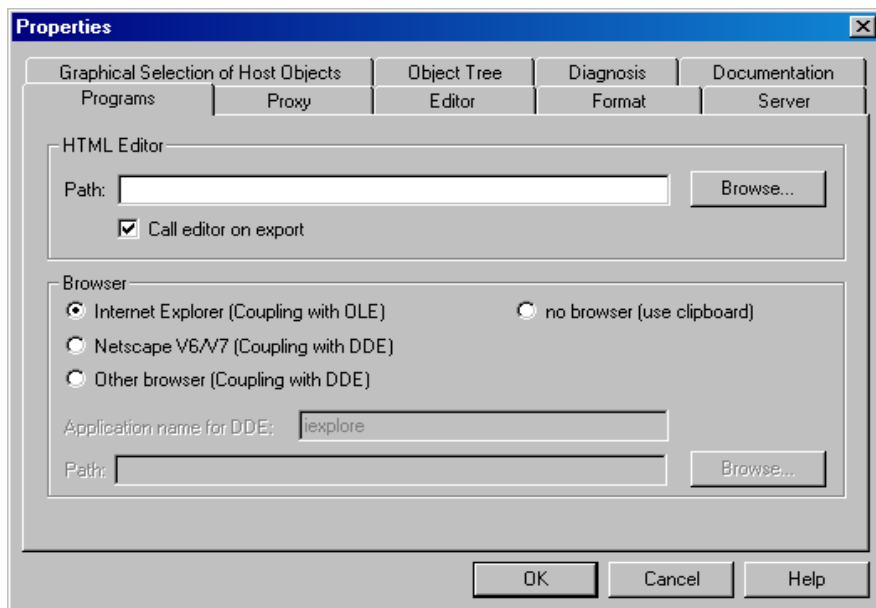 Properties
Graphical Selection of Host Objects Object Tree Diagnosis Documentation
Programs Proxy Editor Format Server
HTML Editor
Path: Browse...
Call editor on export
Browser
Internet Explorer (Coupling with OLE) no browser (use clipboard)
Netscape V6/V7 (Coupling with DDE)
Other browser (Coupling with DDE)
Application name for DDE: iexplore
Path: Browse...
OK Cancel Help